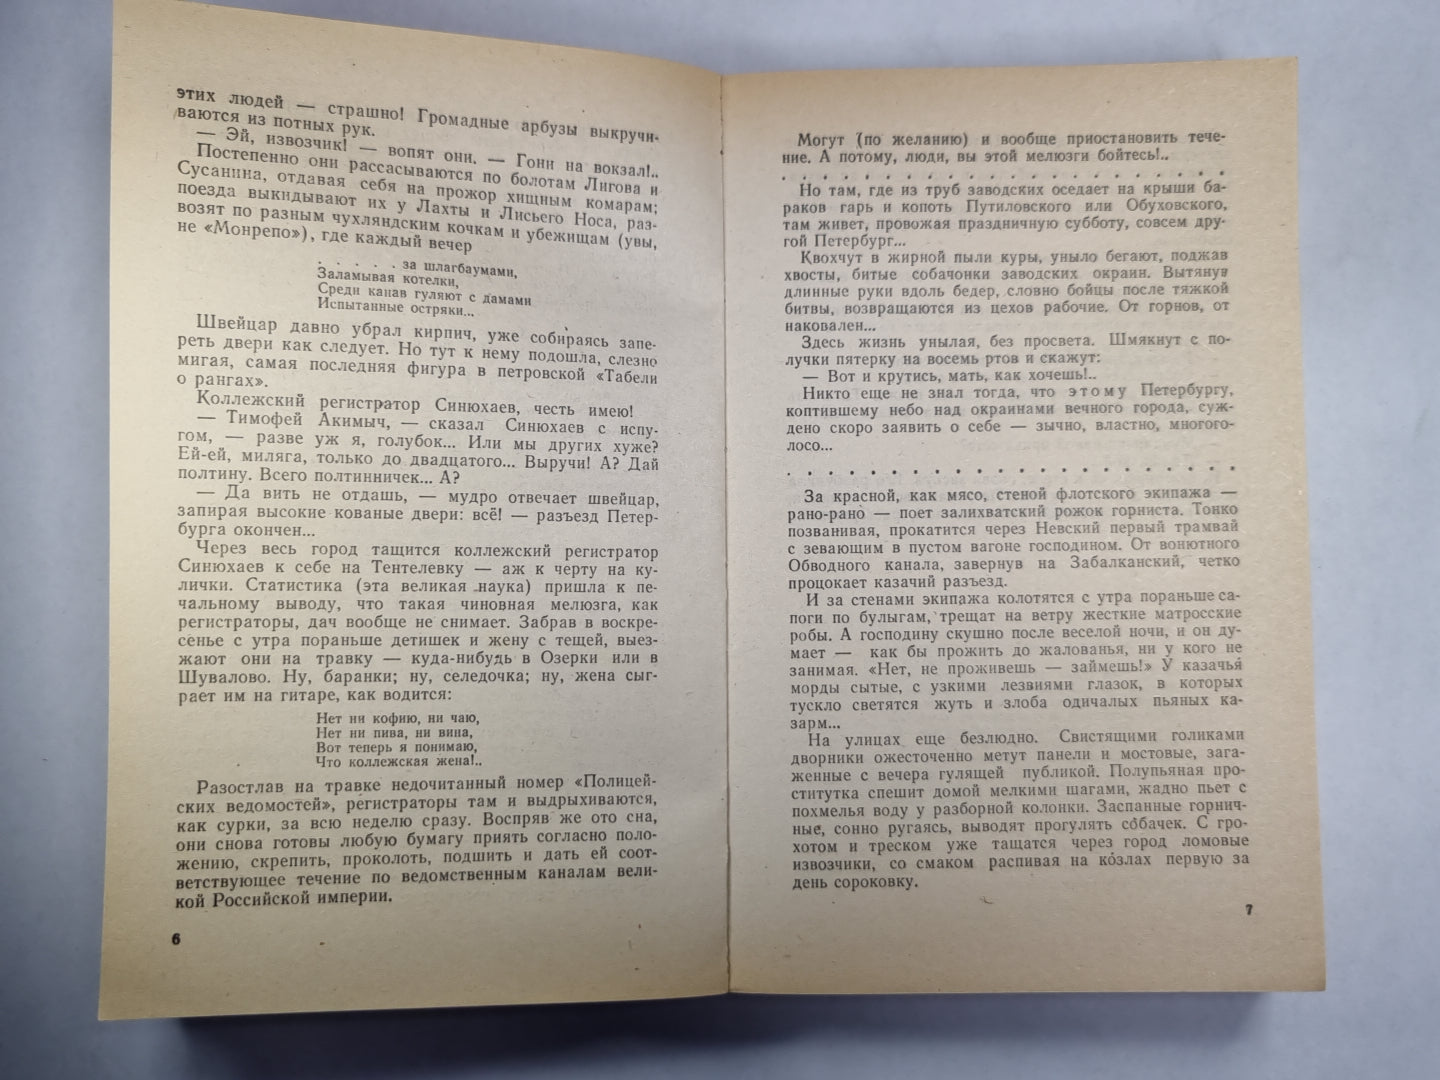 этих людей — страшно! Громадные арбузы выкручи-
ваются из потных рук.
— Эй, извозчик! — вопят они. — Гони на вокзал!..
Постепенно они рассасываются по болотам Лигова и
Сусанина, отдавая себя на прожор хищным комарам;
поезда выкидывают их у Лахты и Лисьего Носа, раз-
возят по разным чухляндским кочкам и убежищам (увы,
не «Монрепо»), где каждый вечер
. . . . . за шлагбаумами,
Заламывая котелки,
Среди канав гуляют с дамами
Испытанные остряки...
Швейцар давно убрал кирпич, уже собираясь запе-
реть двери как следует. Но тут к нему подошла, слезно
мигая, самая последняя фигура в петровской «Табели
о рангах».
Коллежский регистратор Синюхаев, честь имею!
— Тимофей Акимыч, — сказал Синюхаев с испу-
гом, — разве уж я, голубок... Или мы других хуже?
Ей-ей, миляга, только до двадцатого... Выручи! А? Дай
полтину. Всего полтинничек... А?
— Да вить не отдашь, — мудро отвечает швейцар,
запирая высокие кованые двери: всё! — разъезд Петер-
бурга окончен...
Через весь город тащится коллежский регистратор
Синюхаев к себе на Тентелевку — аж к черту на ку-
лички. Статистика (эта великая наука) пришла к пе-
чальному выводу, что такая чиновная мелюзга, как
регистраторы, дач вообще не снимает. Забрав в воскре-
сенье с утра пораньше детишек и жену с тещей, выез-
жают они на травку — куда-нибудь в Озерки или в
Шувалово. Ну, баранки; ну, селедочка; ну, жена сыг-
рает им на гитаре, как водится:
Нет ни кофию, ни чаю,
Нет ни пива, ни вина,
Вот теперь я понимаю,
Что коллежская жена!..
Разостлав на травке недочитанный номер «Полицей-
ских ведомостей», регистраторы там и выдрыхиваются,
как сурки, за всю неделю сразу. Воспряв же ото сна,
они снова готовы любую бумагу приять согласно поло-
жению, скрепить, проколоть, подшить и дать ей соот-
ветствующее течение по ведомственным каналам вели-
кой Российской империи.
6
Могут (по желанию) и вообще приостановить тече-
ние. А потому, люди, вы этой мелюзги бойтесь!..
. . . . . . . . . . . . . . . . . . . . .
Но там, где из труб заводских оседает на крыши ба-
раков гарь и копоть Путиловского или Обуховского,
там живет, провожая праздничную субботу, совсем дру-
гой Петербург...
Квохчут в жирной пыли куры, уныло бегают, поджав
хвосты, битые собачонки заводских окраин. Вытянув
длинные руки вдоль бедер, словно бойцы после тяжкой
битвы, возвращаются из цехов рабочие. От горнов, от
наковален...
Здесь жизнь унылая, без просвета. Шмякнут с по-
лучки пятерку на восемь ртов и скажут:
— Вот и крутись, мать, как хочешь!..
Никто еще не знал тогда, что этому Петербургу,
коптившему небо над окраинами вечного города, суж-
дено скоро заявить о себе — зычно, властно, многого-
лосо...
. . . . . . . . . . . . . . . . . . . . .
За красной, как мясо, стеной флотского экипажа —
рано-рано — поет залихватский рожок горниста. Тонко
позванивая, прокатится через Невский первый трамвай
с зевающим в пустом вагоне господином. От вонютного
Обводного канала, завернув на Забалканский, четко
процокает казачий разъезд.
И за стенами экипажа колотятся с утра пораньше са-
поги по булыгам, трещат на ветру жесткие матросские
робы. А господину скушно после веселой ночи, и он ду-
мает — как бы прожить до жалованья, ни у кого не
занимая. «Нет, не проживешь — займешь!» У казачья
морды сытые, с узкими лезвиями глазок, в которых
тускло светятся жуть и злоба одичалых пьяных ка-
зарм...
На улицах еще безлюдно. Свистящими голиками
дворники ожесточенно метут панели и мостовые, зага-
женные с вечера гулящей публикой. Полупьяная про-
ститутка спешит домой мелкими шагами, жадно пьет с
похмелья воду у разборной колонки. Заспанные горнич-
ные, сонно ругаясь, выводят прогулять собачек. С гро-
хотом и треском уже тащатся через город ломовые
извозчики, со смаком распивая на козлах первую за
день сороковку.
7